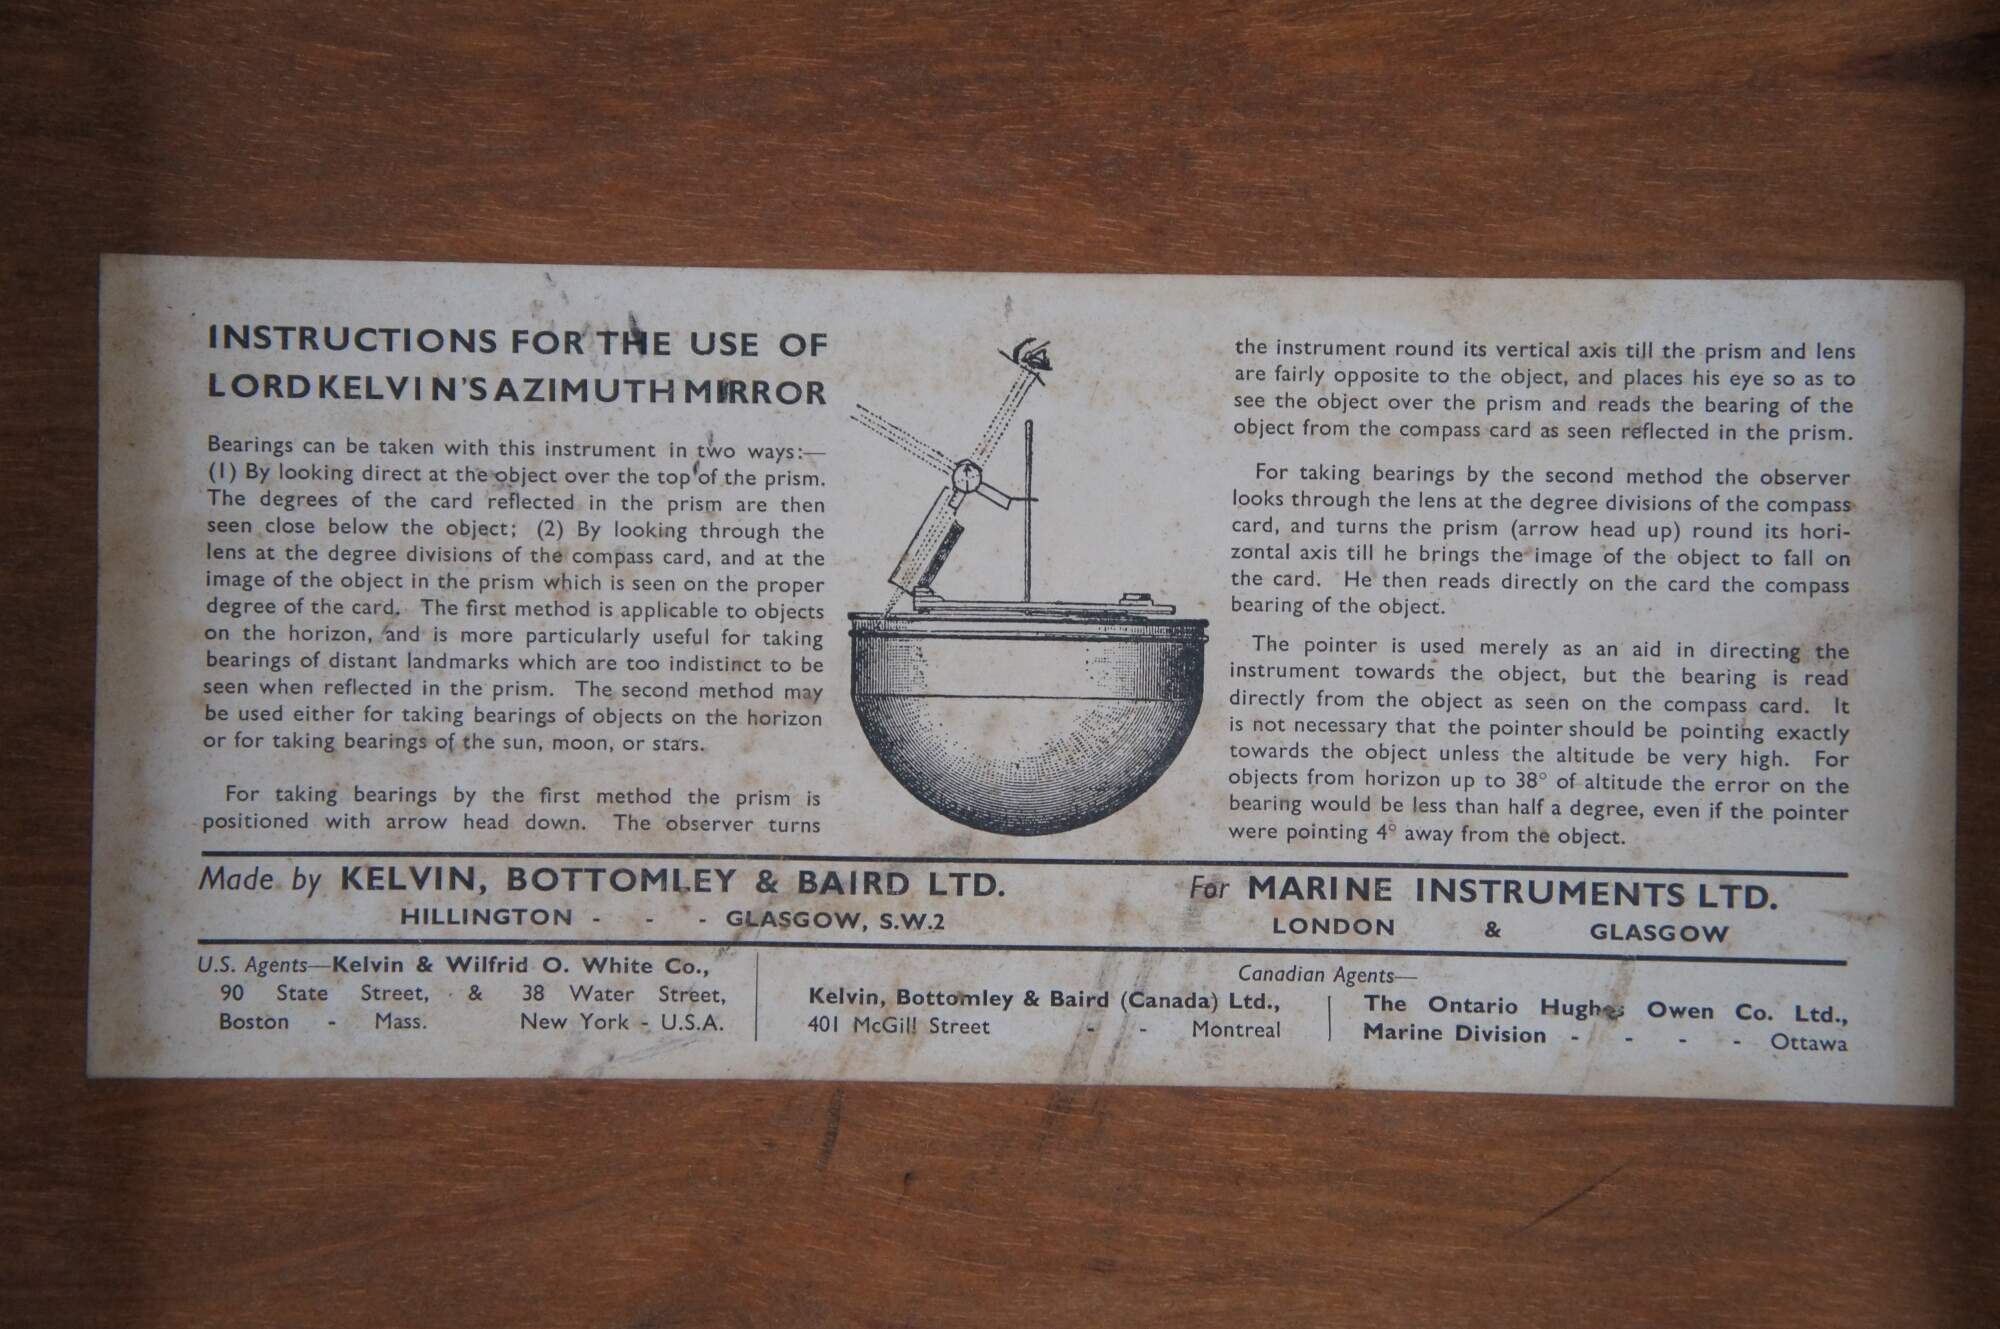 INSTRUCTIONS FOR THE USE OF
LORD KELVIN'S AZIMUTH MIRROR
Bearings can be taken with this instrument in two ways:—
(1) By looking direct at the object over the top of the prism.
The degrees of the card reflected in the prism are then
seen close below the object; (2) By looking through the
lens at the degree divisions of the compass card, and at the
image of the object in the prism which is seen on the proper
degree of the card. The first method is applicable to objects
on the horizon, and is more particularly useful for taking
bearings of distant landmarks which are too indistinct to be
seen when reflected in the prism. The second method may
be used either for taking bearings of objects on the horizon
or for taking bearings of the sun, moon, or stars.
For taking bearings by the first method the prism is
positioned with arrow head down. The observer turns
the instrument round its vertical axis till the prism and lens
are fairly opposite to the object, and places his eye so as to
see the object over the prism and reads the bearing of the
object from the compass card as seen reflected in the prism.
For taking bearings by the second method the observer
looks through the lens at the degree divisions of the compass
card, and turns the prism (arrow head up) round its hori-
zontal axis till he brings the image of the object to fall on
the card. He then reads directly on the card the compass
bearing of the object.
The pointer is used merely as an aid in directing the
instrument towards the object, but the bearing is read
directly from the object as seen on the compass card. It
is not necessary that the pointer should be pointing exactly
towards the object unless the altitude be very high. For
objects from horizon up to 38° of altitude the error on the
bearing would be less than half a degree, even if the pointer
were pointing 4° away from the object.
Made by KELVIN, BOTTOMLEY & BAIRD LTD.
HILLINGTON - - - GLASGOW, S.W.2
For MARINE INSTRUMENTS LTD.
LONDON & GLASGOW
U.S. Agents—Kelvin & Wilfrid O. White Co.,
90 State Street, & 38 Water Street,
Boston - Mass. New York - U.S.A.
Canadian Agents—
Kelvin, Bottomley & Baird (Canada) Ltd.,
401 McGill Street - - Montreal
The Ontario Hughes Owen Co. Ltd.,
Marine Division - - - - Ottawa